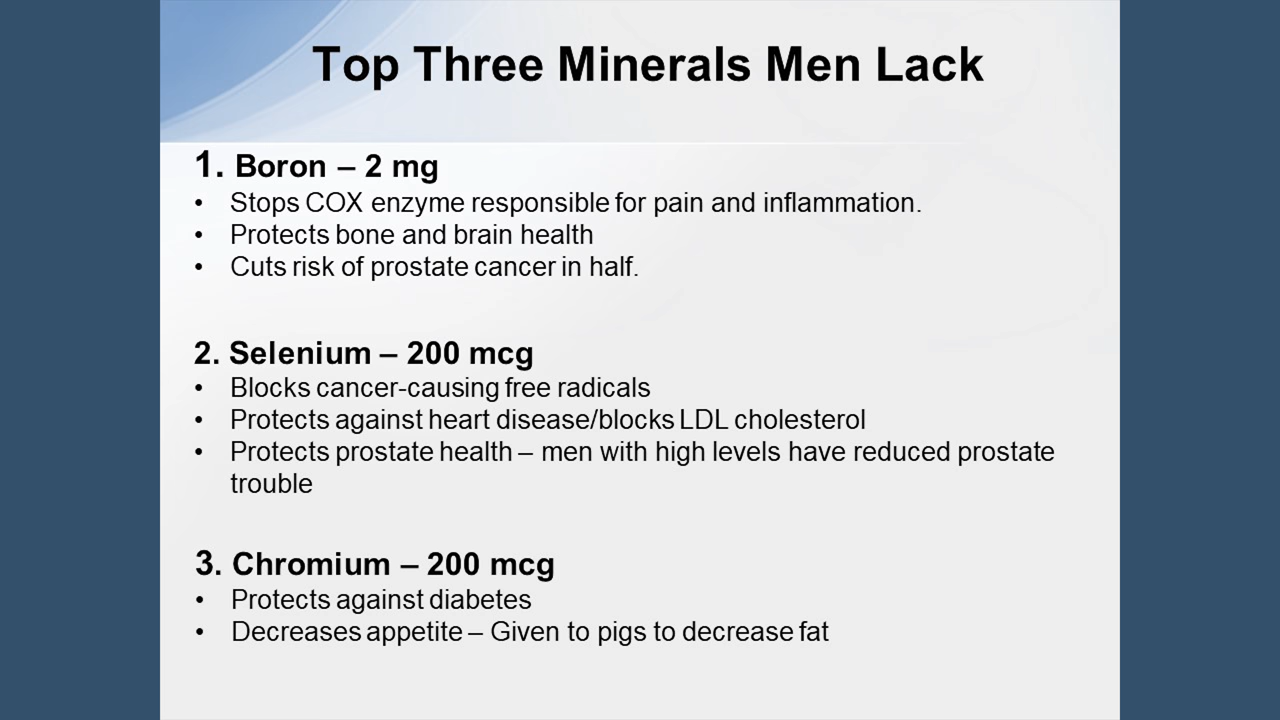 Top Three Minerals Men Lack
1. Boron – 2 mg
• Stops COX enzyme responsible for pain and inflammation.
• Protects bone and brain health
• Cuts risk of prostate cancer in half.
2. Selenium – 200 mcg
• Blocks cancer-causing free radicals
• Protects against heart disease/blocks LDL cholesterol
• Protects prostate health – men with high levels have reduced prostate
trouble
3. Chromium – 200 mcg
• Protects against diabetes
• Decreases appetite – Given to pigs to decrease fat